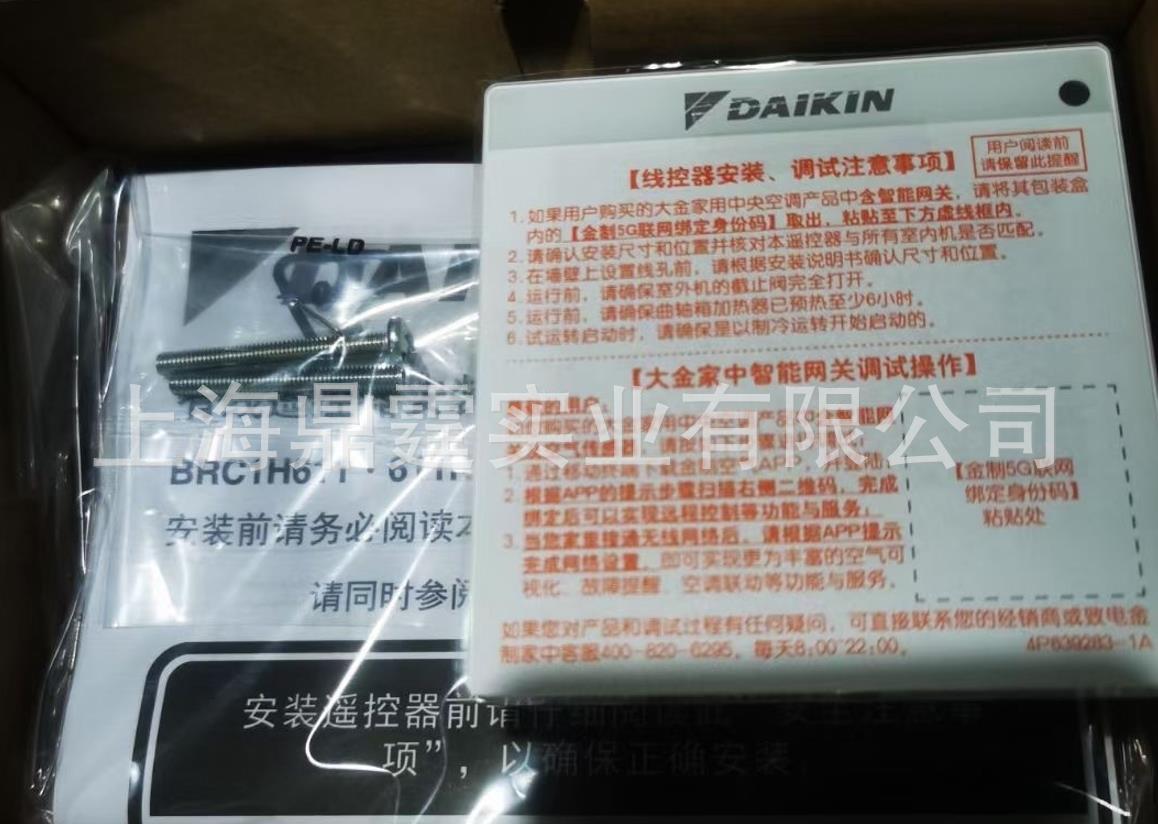 DAIKIN
用户阅读前
请保留此提醒
【线控器安装、调试注意事项】
1. 如果用户购买的大金家用中央空调产品中含智能网关，请将其包装盒
内的【金制5G联网绑定身份码】取出，粘贴至下方虚线框内。
2. 请确认安装尺寸和位置并核对本遥控器与所有室内机是否匹配。
3. 在墙壁上设置线孔前，请根据安装说明书确认尺寸和位置。
4. 运行前，请确保室外机的截止阀完全打开。
5. 运行前，请确保曲轴箱加热器已预热至少6小时。
6. 试运转启动时，请确保是以制冷运转开始启动的。
【大金家中智能网关调试操作】
2. 根据APP的提示步骤扫描右侧二维码，完成
绑定后可以实现远程控制等功能与服务；
3. 当您家里接通无线网络后，请根据APP提示
完成网络设置，即可实现更为丰富的空气可
视化、故障提醒、空调联动等功能与服务。
【金制5G联网
绑定身份码】
粘贴处
如果您对产品和调试过程有任何疑问，可直接联系您的经销商或致电金
制家中客服400-820-6295，每天8:00~22:00。
4P639283-1A
PE-LD
BRC1H611
安装前请务必阅读本
请同时参阅
安装遥控器前请仔细阅读此“安全注意事
项”，以确保正确安装。
上海鼎霆实业有限公司